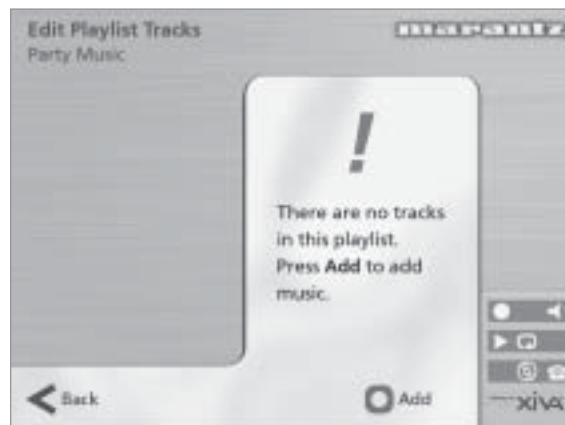 Edit Playlist Tracks
marantz
Party Music
!
There are no tracks
in this playlist.
Press Add to add
music.
Back
Add
xiva